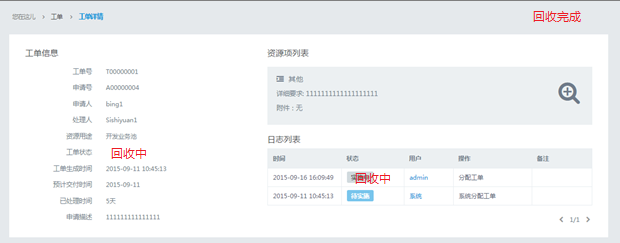 您在这儿 > 工单 > 工单详情
回收完成
工单信息
工单号 T00000001
申请号 A00000004
申请人 bing1
处理人 Sishiyuan1
资源用途 开发业务池
工单状态 回收中
工单生成时间 2015-09-11 10:45:13
预计交付时间 2015-09-11
已处理时间 5天
申请描述 111111111111111
资源项列表
其他
详细要求: 1111111111111111111
附件：无
日志列表
时间 状态 用户 操作 备注
2015-09-16 16:09:49 回收中 admin 分配工单
2015-09-11 10:45:13 待实施 系统 系统分配工单
1/1